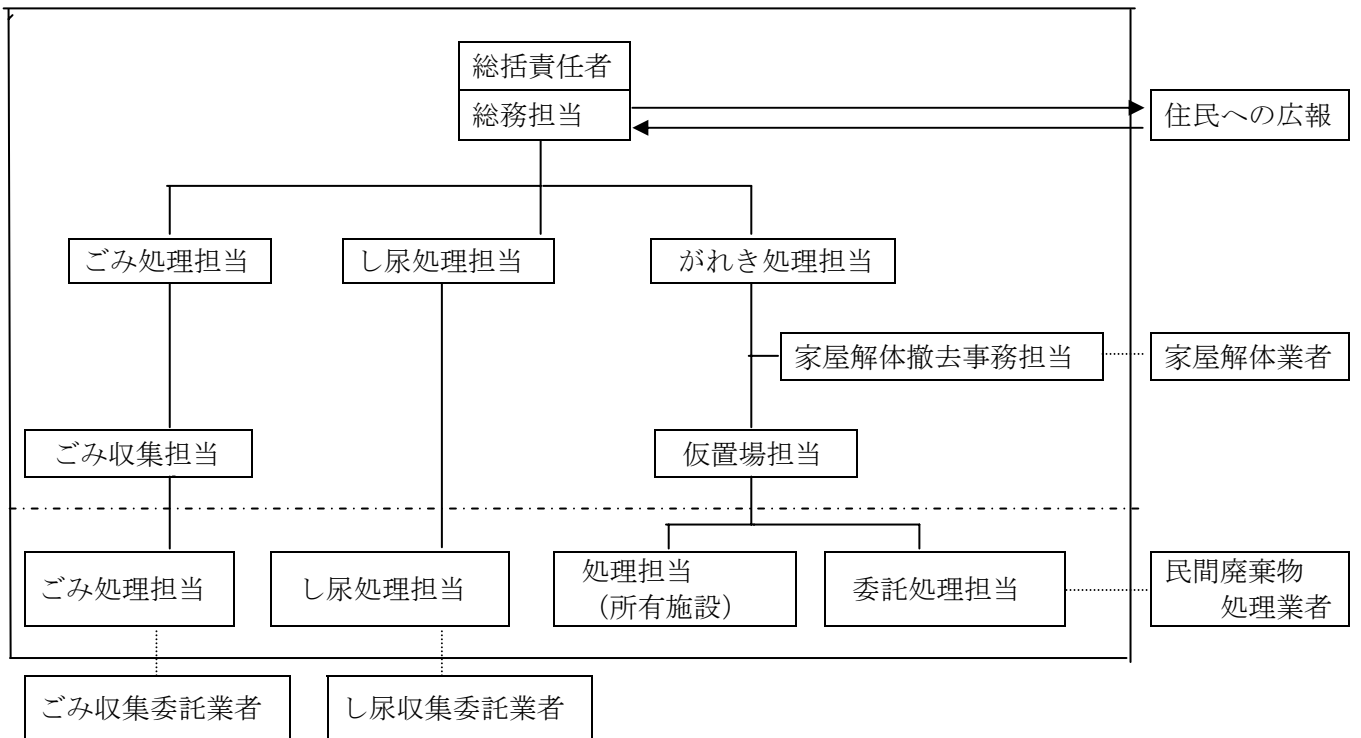 総括責任者
総務担当
住民への広報
ごみ処理担当
し尿処理担当
がれき処理担当
家屋解体撤去事務担当
家屋解体業者
ごみ収集担当
仮置場担当
ごみ処理担当
し尿処理担当
処理担当
（所有施設）
委託処理担当
民間廃棄物
処理業者
ごみ収集委託業者
し尿収集委託業者